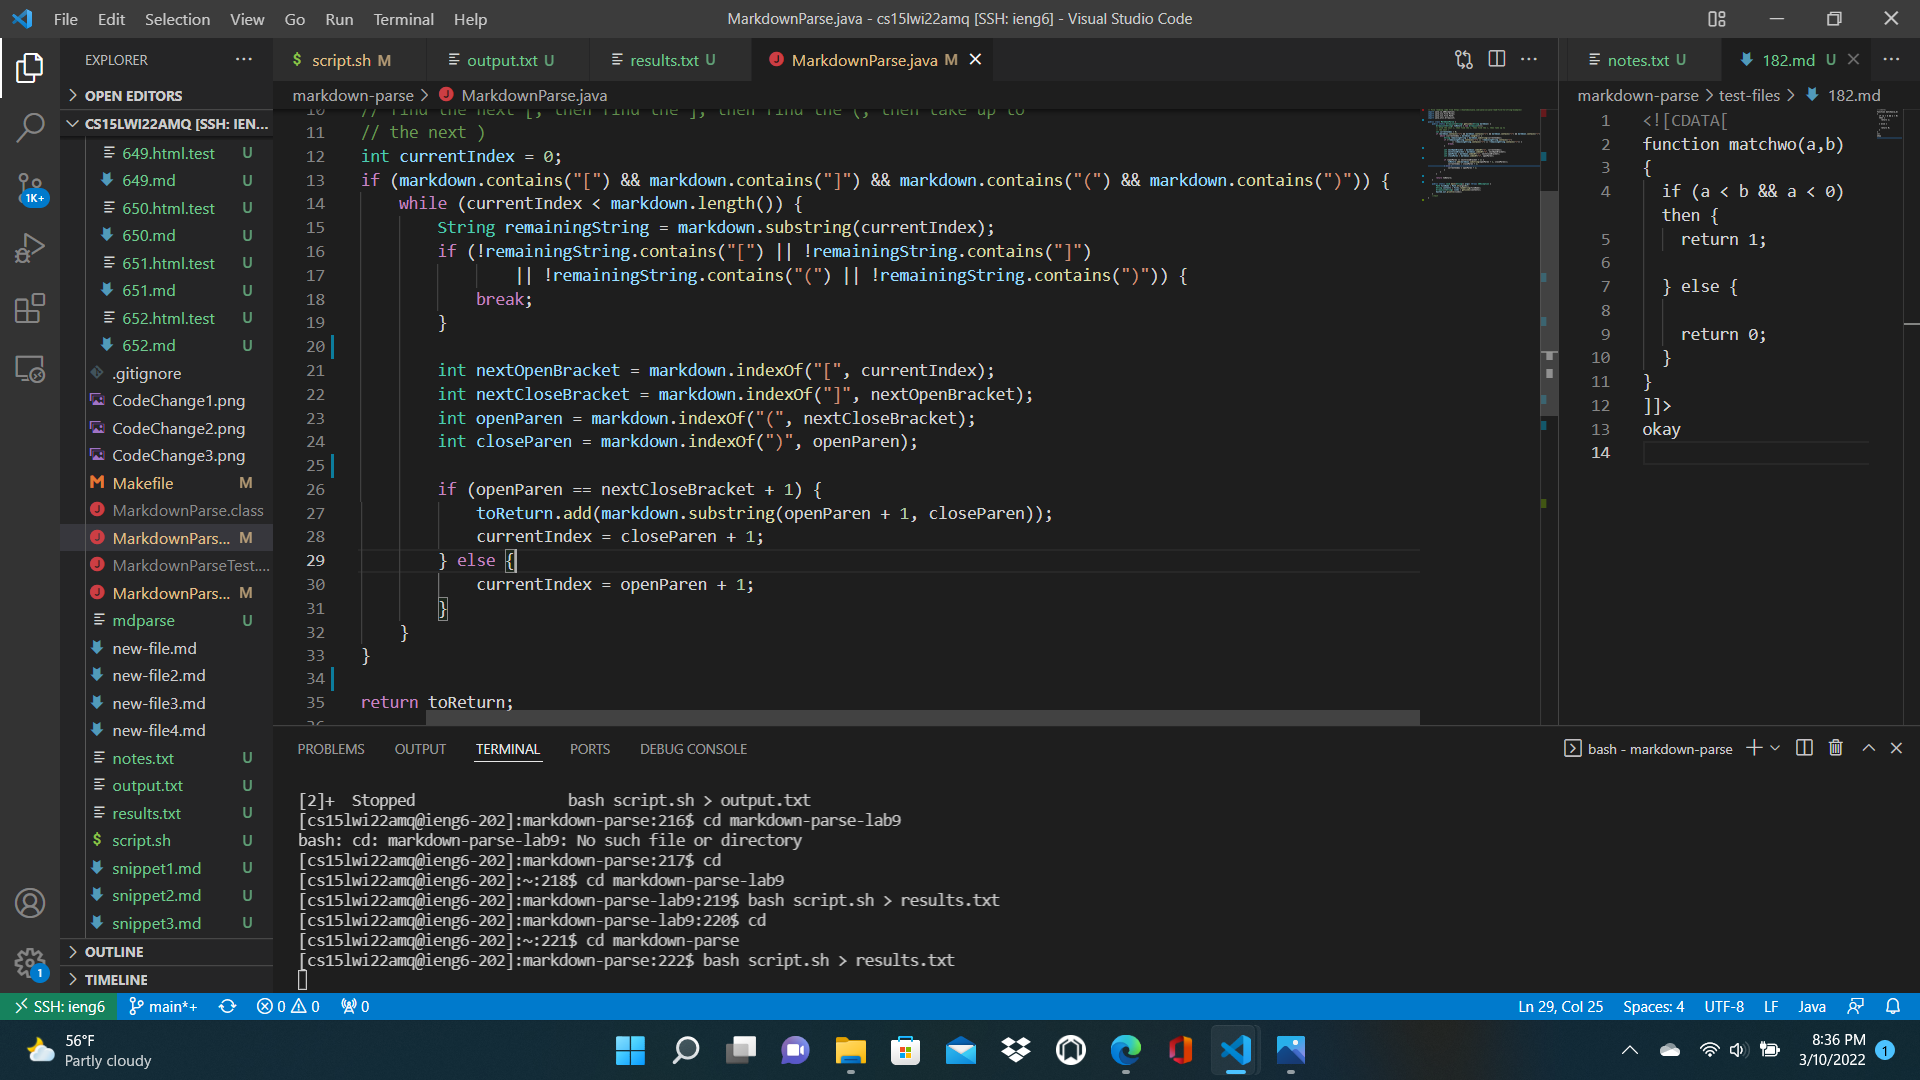 File Edit Selection View Go Run Terminal Help
MarkdownParse.java - cs15lwi22amq [SSH: ieng6] - Visual Studio Code
EXPLORER
OPEN EDITORS
CS15LWI22AMQ [SSH: IEN...
649.html.test U
649.md U
650.html.test U
650.md U
651.html.test U
651.md U
652.html.test U
652.md U
.gitignore
CodeChange1.png
CodeChange2.png
CodeChange3.png
Makefile M
MarkdownParse.class
MarkdownPars... M
MarkdownParseTest....
MarkdownPars... M
mdparse U
new-file.md
new-file2.md
new-file3.md
new-file4.md
notes.txt U
output.txt U
results.txt U
script.sh U
snippet1.md U
snippet2.md U
snippet3.md U
OUTLINE
TIMELINE
1K+
1
script.sh M
output.txt U
results.txt U
MarkdownParse.java M
markdown-parse > MarkdownParse.java
10 // find the next [, then find the ], then find the (, then take up to
11 // the next )
12 int currentIndex = 0;
13 if (markdown.contains("[") && markdown.contains("]") && markdown.contains("(") && markdown.contains(")")) {
14 while (currentIndex < markdown.length()) {
15 String remainingString = markdown.substring(currentIndex);
16 if (!remainingString.contains("[") || !remainingString.contains("]")
17 || !remainingString.contains("(") || !remainingString.contains(")")) {
18 break;
19 }
20
21 int nextOpenBracket = markdown.indexOf("[", currentIndex);
22 int nextCloseBracket = markdown.indexOf("]", nextOpenBracket);
23 int openParen = markdown.indexOf("(", nextCloseBracket);
24 int closeParen = markdown.indexOf(")", openParen);
25
26 if (openParen == nextCloseBracket + 1) {
27 toReturn.add(markdown.substring(openParen + 1, closeParen));
28 currentIndex = closeParen + 1;
29 } else {
30 currentIndex = openParen + 1;
31 }
32 }
33 }
34
35 return toReturn;
36
notes.txt U
182.md U
markdown-parse > test-files > 182.md
1 <![CDATA[
2 function matchwo(a,b)
3 {
4 if (a < b && a < 0)
then {
5 return 1;
6
7 } else {
8
9 return 0;
10 }
11 }
12 ]]>
13 okay
14
PROBLEMS OUTPUT TERMINAL PORTS DEBUG CONSOLE
bash - markdown-parse
[2]+ Stopped bash script.sh > output.txt
[cs15lwi22amq@ieng6-202]:markdown-parse:216$ cd markdown-parse-lab9
bash: cd: markdown-parse-lab9: No such file or directory
[cs15lwi22amq@ieng6-202]:markdown-parse:217$ cd
[cs15lwi22amq@ieng6-202]:~:218$ cd markdown-parse-lab9
[cs15lwi22amq@ieng6-202]:markdown-parse-lab9:219$ bash script.sh > results.txt
[cs15lwi22amq@ieng6-202]:markdown-parse-lab9:220$ cd
[cs15lwi22amq@ieng6-202]:~:221$ cd markdown-parse
[cs15lwi22amq@ieng6-202]:markdown-parse:222$ bash script.sh > results.txt
SSH: ieng6 main*+ 0 0 0
Ln 29, Col 25 Spaces: 4 UTF-8 LF Java
56°F
Partly cloudy
8:36 PM
3/10/2022
1